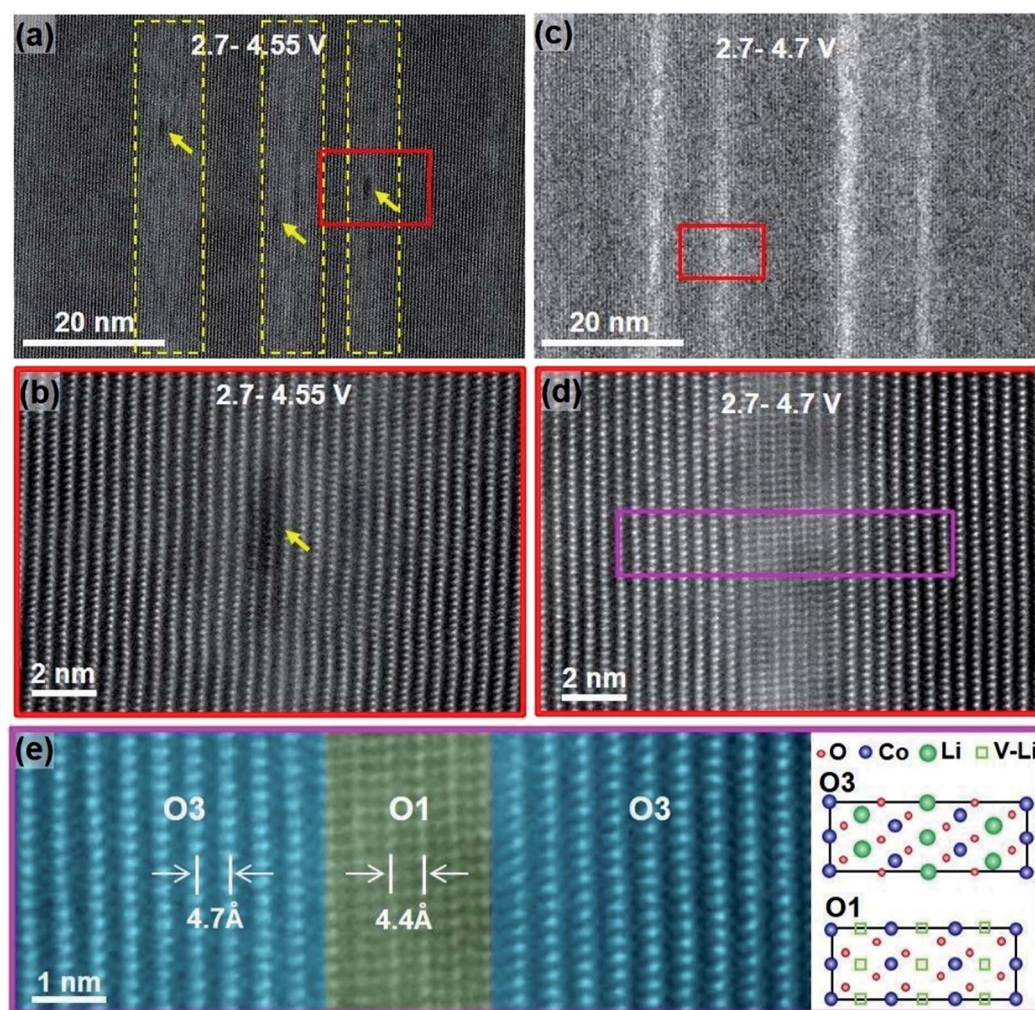 (a)
2.7- 4.55 V
20 nm
(c)
2.7- 4.7 V
20 nm
(b)
2.7- 4.55 V
2 nm
(d)
2.7- 4.7 V
2 nm
(e)
O3
O1
O3
4.7Å
4.4Å
1 nm
O Co Li V-Li
O3
O1